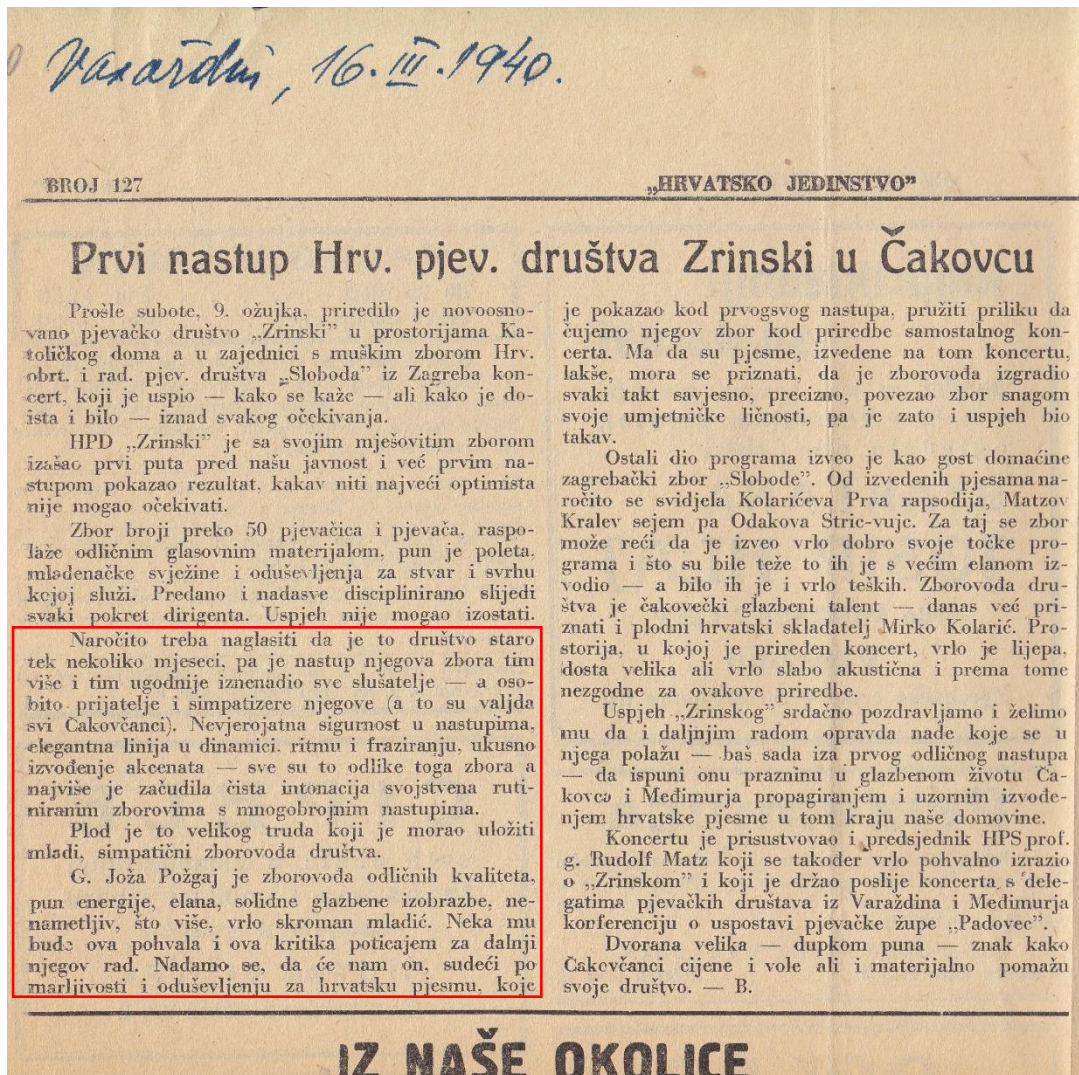 Varaždin, 16. III. 1940.
BROJ 127
„HRVATSKO JEDINSTVO”
Prvi nastup Hrv. pjev. društva Zrinski u Čakovcu
Prošle subote, 9. ožujka, priredilo je novoosno-
vano pjevačko društvo „Zrinski” u prostorijama Ka-
toličkog doma a u zajednici s muškim zborom Hrv.
obrt. i rad. pjev. društva „Sloboda” iz Zagreba kon-
cert, koji je uspio — kako se kaže — ali kako je do-
ista i bilo — iznad svakog očekivanja.
HPD „Zrinski” je sa svojim mješovitim zborom
izašao prvi puta pred našu javnost i već prvim na-
stupom pokazao rezultat, kakav niti najveći optimista
nije mogao očekivati.
Zbor broji preko 50 pjevačica i pjevača, raspo-
laže odličnim glasovnim materijalom, pun je poleta,
mladenačke svježine i oduševljenja za stvar i svrhu
kojoj služi. Predano i nadasve disciplinirano slijedi
svaki pokret dirigenta. Uspjeh nije mogao izostati.
Naročito treba naglasiti da je to društvo staro
tek nekoliko mjeseci, pa je nastup njegova zbora tim
više i tim ugodnije iznenadio sve slušatelje — a oso-
bito prijatelje i simpatizere njegove (a to su valjda
svi Čakovčanci). Nevjerojatna sigurnost u nastupima,
elegantna linija u dinamici, ritmu i fraziranju, ukusno
izvođenje akcenata — sve su to odlike toga zbora a
najviše je začudila čista intonacija svojstvena ruti-
niranim zborovima s mnogobrojnim nastupima.
Plod je to velikog truda koji je morao uložiti
mladi, simpatični zborovođa društva.
G. Joža Požgaj je zborovođa odličnih kvaliteta,
pun energije, elana, solidne glazbene izobrazbe, ne-
nametljiv, što više, vrlo skroman mladić. Neka mu
bude ova pohvala i ova kritika poticajem za dalnji
njegov rad. Nadamo se, da će nam on, sudeći po
marljivosti i oduševljenju za hrvatsku pjesmu, koje
je pokazao kod prvogsvog nastupa, pružiti priliku da
čujemo njegov zbor kod priredbe samostalnog kon-
certa. Ma da su pjesme, izvedene na tom koncertu,
lakše, mora se priznati, da je zborovođa izgradio
svaki takt savjesno, precizno, povezao zbor snagom
svoje umjetničke ličnosti, pa je zato i uspjeh bio
takav.
Ostali dio programa izveo je kao gost domaćine
zagrebački zbor „Slobode”. Od izvedenih pjesama na-
ročito se svidjela Kolarićeva Prva rapsodija, Matzov
Kralev sejem pa Odakova Stric-vujc. Za taj se zbor
može reći da je izveo vrlo dobro svoje točke pro-
grama i što su bile teže to ih je s većim elanom iz-
vodio — a bilo ih je i vrlo teških. Zborovođa dru-
štva je čakovečki glazbeni talent — danas već pri-
znati i plodni hrvatski skladatelj Mirko Kolarić. Pro-
storija, u kojoj je priređen koncert, vrlo je lijepa,
dosta velika ali vrlo slabo akustična i prema tome
nezgodne za ovakove priredbe.
Uspjeh „Zrinskog” srdačno pozdravljamo i želimo
mu da i daljnjim radom opravda nade koje se u
njega polažu — baš sada iza prvog odličnog nastupa
— da ispuni onu prazninu u glazbenom životu Ča-
kovca i Međimurja propagiranjem i uzornim izvođe-
njem hrvatske pjesme u tom kraju naše domovine.
Koncertu je prisustvovao i predsjednik HPS prof.
g. Rudolf Matz koji se također vrlo pohvalno izrazio
o „Zrinskom” i koji je držao poslije koncerta s dele-
gatima pjevačkih društava iz Varaždina i Međimurja
konferenciju o uspostavi pjevačke župe „Padovec”.
Dvorana velika — dupkom puna — znak kako
Čakovčanci cijene i vole ali i materijalno pomažu
svoje društvo. — B.
IZ NAŠE OKOLICE